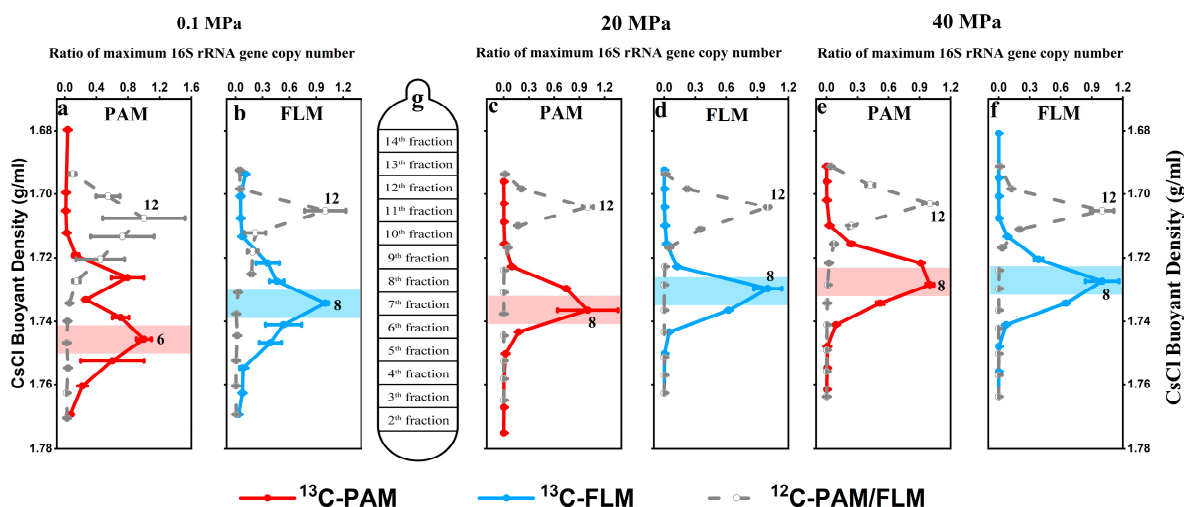 0.1 MPa 20 MPa 40 MPa
Ratio of maximum 16S rRNA gene copy number Ratio of maximum 16S rRNA gene copy number Ratio of maximum 16S rRNA gene copy number
0.0 0.4 0.8 1.2 1.6 0.0 0.3 0.6 0.9 1.2 0.0 0.3 0.6 0.9 1.2 0.0 0.3 0.6 0.9 1.2 0.0 0.3 0.6 0.9 1.2 0.0 0.3 0.6 0.9 1.2
a PAM b FLM g c PAM d FLM e PAM f FLM
1.68 1.68
14th fraction
13th fraction
1.70 12th fraction 1.70
12 12 12 12 12 12
11th fraction
10th fraction
1.72 9th fraction 1.72
8th fraction
8 8
7th fraction
8 8 8
1.74 6th fraction 1.74
6
5th fraction
1.76 4th fraction 1.76
3th fraction
2th fraction
1.78 1.78
CsCl Buoyant Density (g/ml) CsCl Buoyant Density (g/ml)
13C-PAM 13C-FLM 12C-PAM/FLM